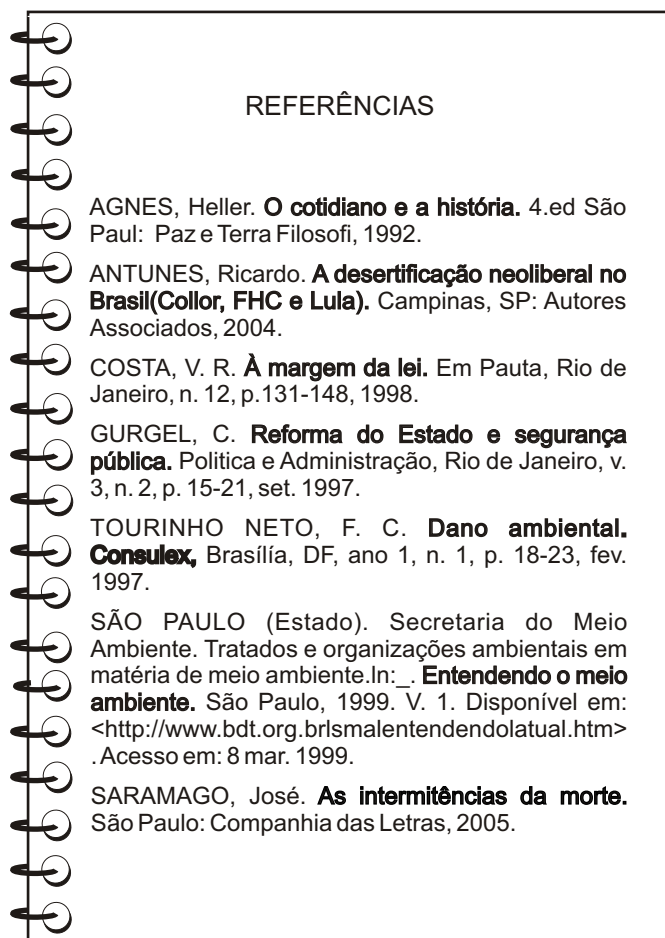 REFERÊNCIAS
AGNES, Heller. O cotidiano e a história. 4.ed São
Paul: Paz e Terra Filosofi, 1992.
ANTUNES, Ricardo. A desertificação neoliberal no
Brasil(Collor, FHC e Lula). Campinas, SP: Autores
Associados, 2004.
COSTA, V. R. À margem da lei. Em Pauta, Rio de
Janeiro, n. 12, p.131-148, 1998.
GURGEL, C. Reforma do Estado e segurança
pública. Politica e Administração, Rio de Janeiro, v.
3, n. 2, p. 15-21, set. 1997.
TOURINHO NETO, F. C. Dano ambiental.
Consulex, Brasílía, DF, ano 1, n. 1, p. 18-23, fev.
1997.
SÃO PAULO (Estado). Secretaria do Meio
Ambiente. Tratados e organizações ambientais em
matéria de meio ambiente.ln:_. Entendendo o meio
ambiente. São Paulo, 1999. V. 1. Disponível em:
<http://www.bdt.org.brlsmalentendendolatual.htm>
. Acesso em: 8 mar. 1999.
SARAMAGO, José. As intermitências da morte.
São Paulo: Companhia das Letras, 2005.